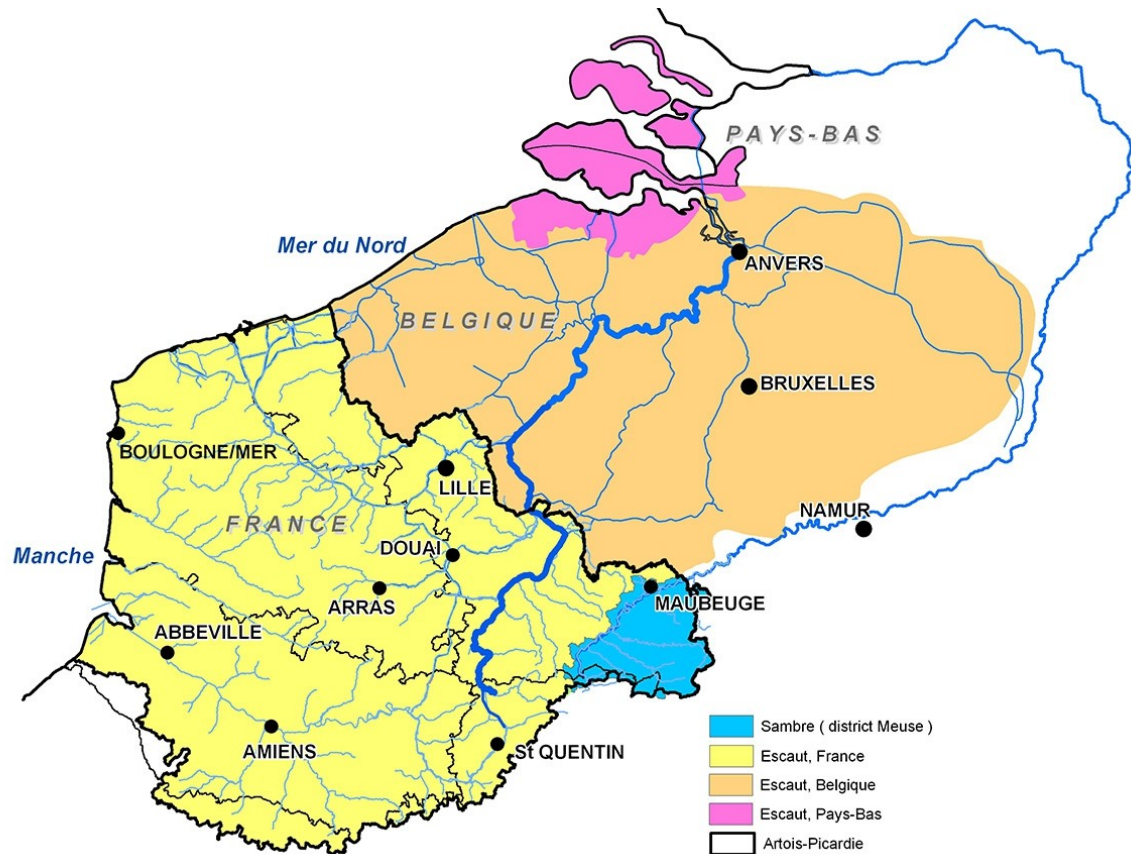 PAYS-BAS
Mer du Nord
ANVERS
BELGIQUE
BRUXELLES
BOULOGNE/MER
LILLE
NAMUR
FRANCE
Manche
DOUAI
ARRAS
MAUBEUGE
ABBEVILLE
AMIENS
St QUENTIN
Sambre ( district Meuse )
Escaut, France
Escaut, Belgique
Escaut, Pays-Bas
Artois-Picardie